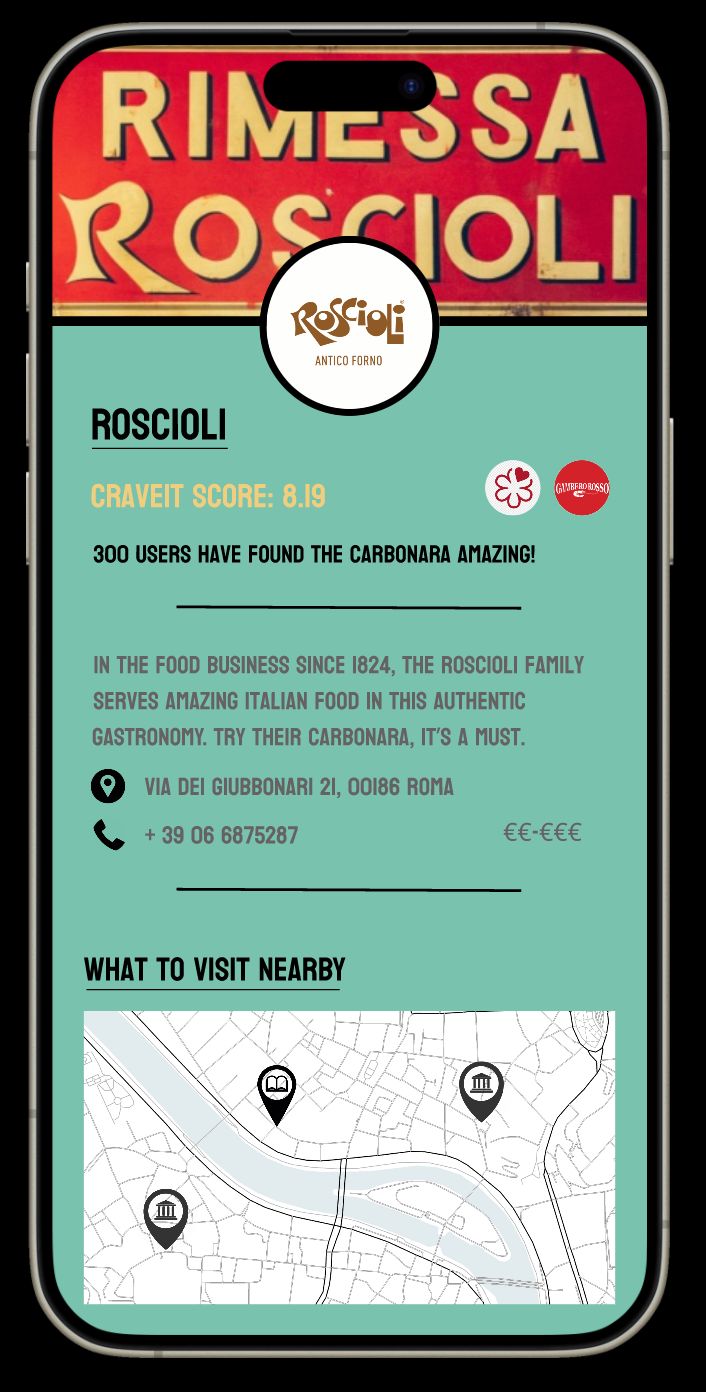 RIMESSA
ROSCIOLI
ROSCIOLI
ANTICO FORNO
ROSCIOLI
CRAVEIT SCORE: 8.19
GAMBERO ROSSO
300 USERS HAVE FOUND THE CARBONARA AMAZING!
IN THE FOOD BUSINESS SINCE 1824, THE ROSCIOLI FAMILY
SERVES AMAZING ITALIAN FOOD IN THIS AUTHENTIC
GASTRONOMY. TRY THEIR CARBONARA, IT'S A MUST.
VIA DEI GIUBBONARI 21, 00186 ROMA
+ 39 06 6875287
€€-€€€
WHAT TO VISIT NEARBY